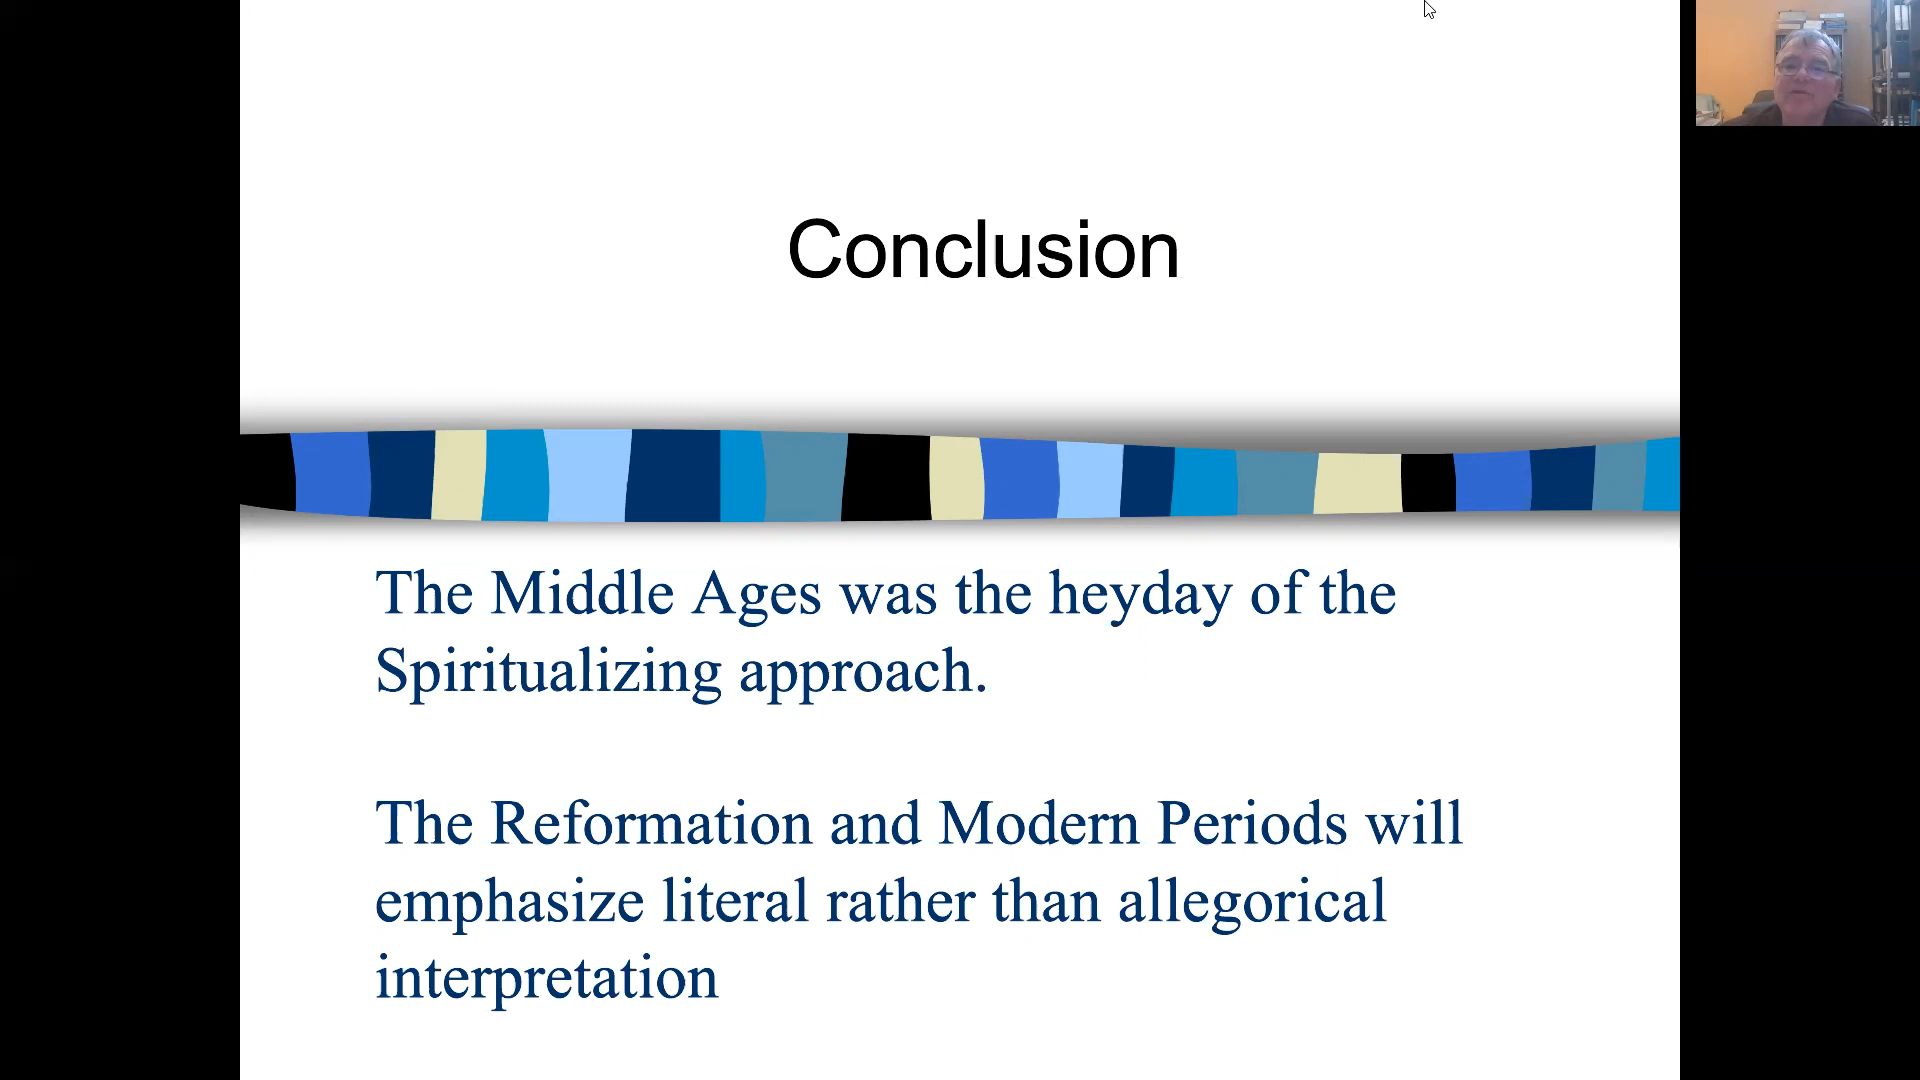 Conclusion
The Middle Ages was the heyday of the
Spiritualizing approach.
The Reformation and Modern Periods will
emphasize literal rather than allegorical
interpretation